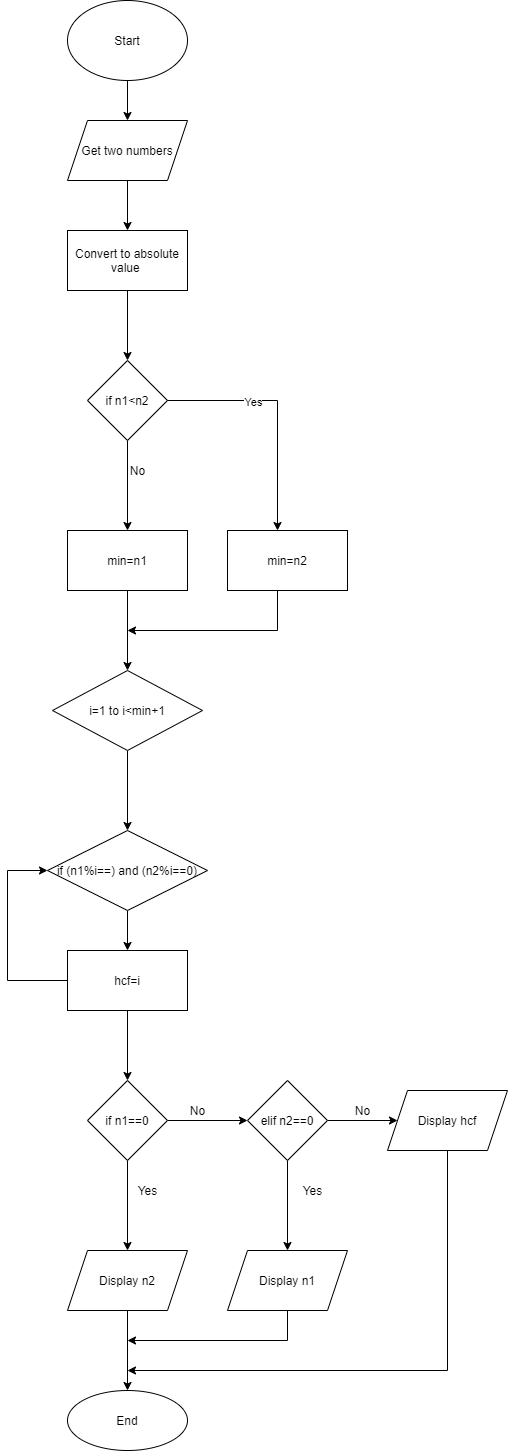 Start
Get two numbers
Convert to absolute
value
if n1<n2
Yes
No
min=n1
min=n2
i=1 to i<min+1
if (n1%i==) and (n2%i==0)
hcf=i
if n1==0
No
elif n2==0
No
Display hcf
Yes
Yes
Display n2
Display n1
End